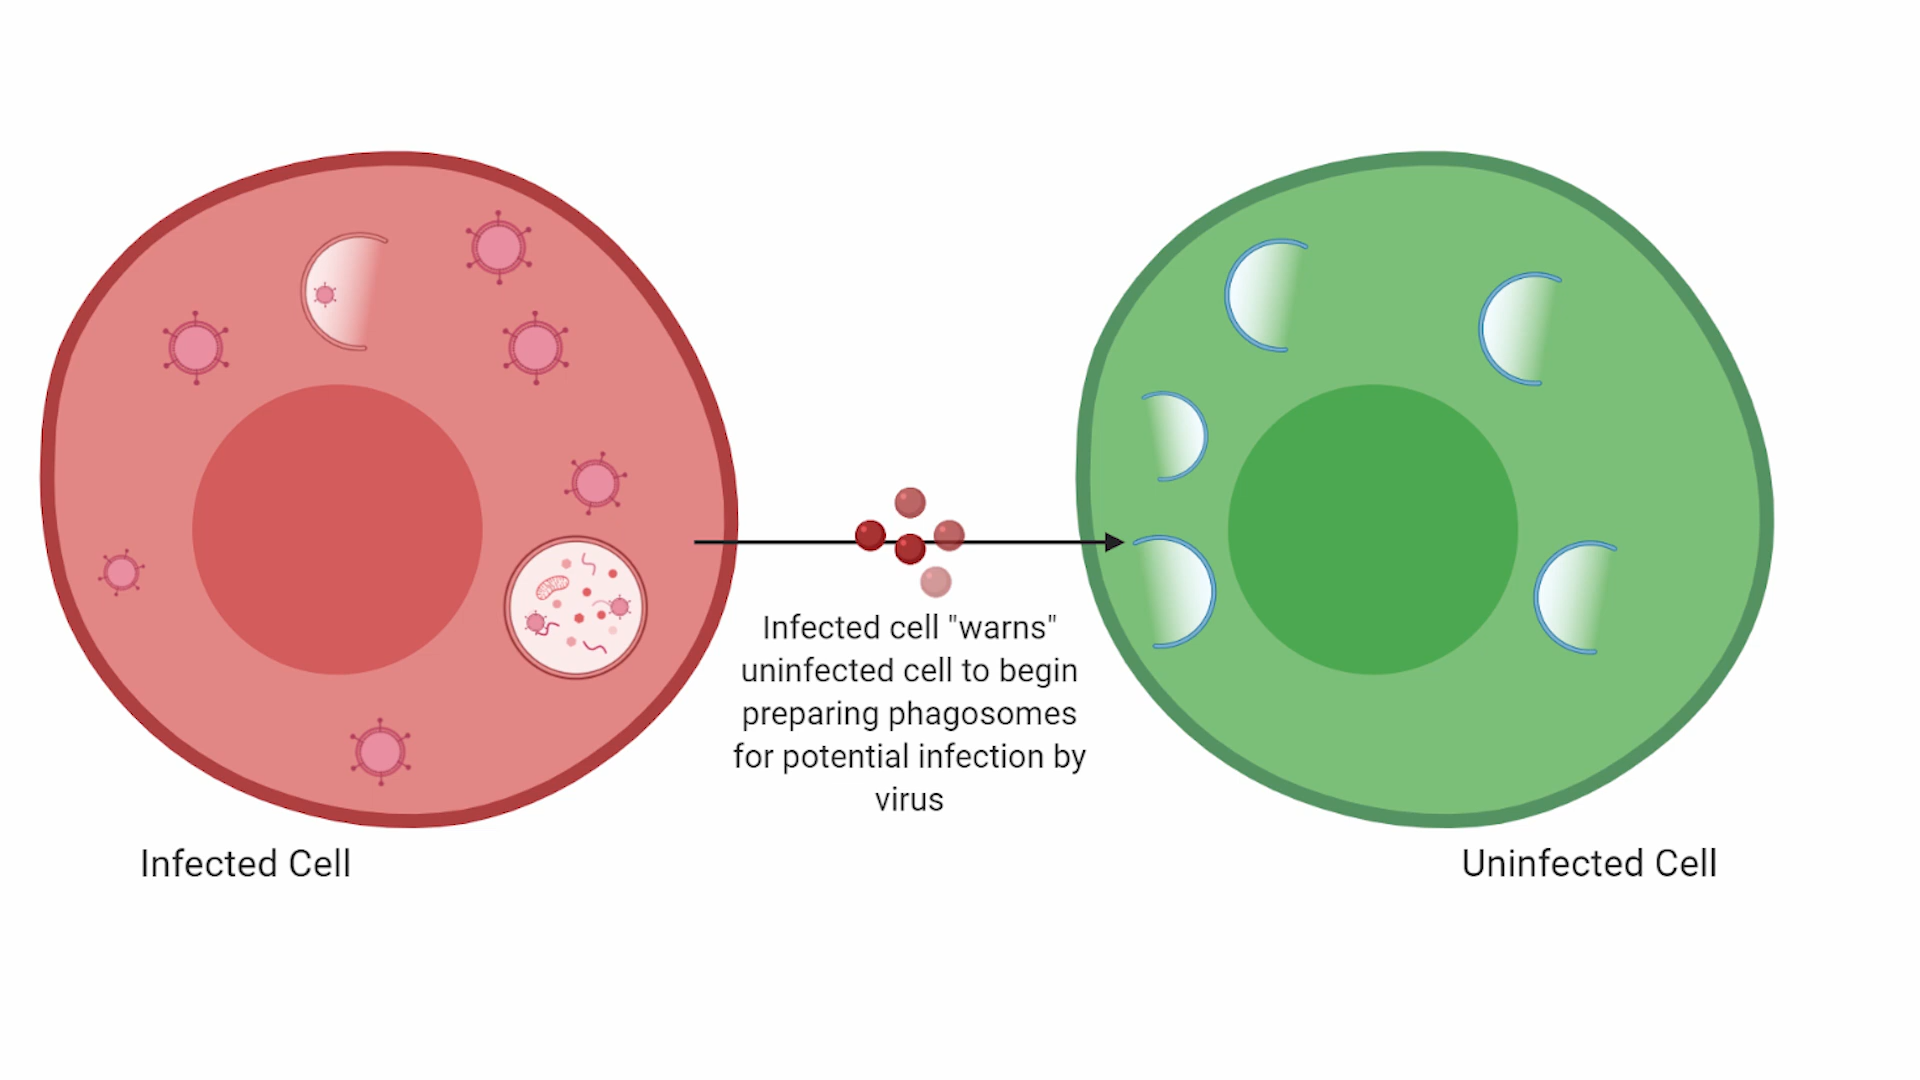 Infected cell "warns"
uninfected cell to begin
preparing phagosomes
for potential infection by
virus
Infected Cell
Uninfected Cell